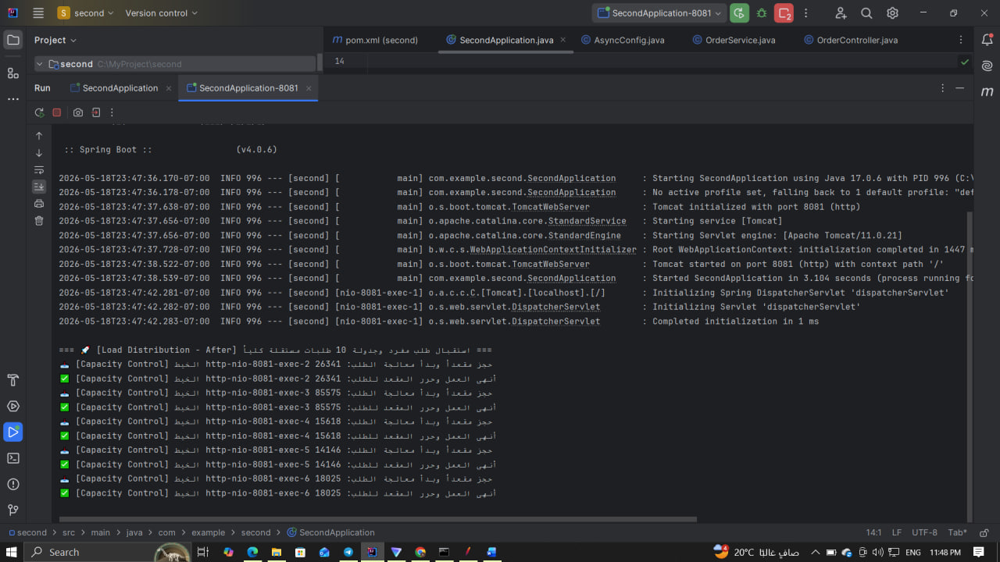 S second Version control SecondApplication-8081 2
Project
m pom.xml (second) SecondApplication.java AsyncConfig.java OrderService.java OrderController.java
second C:\MyProject\second
14
Run SecondApplication SecondApplication-8081
:: Spring Boot :: (v4.0.6)
2026-05-18T23:47:36.170-07:00 INFO 996 --- [second] [ main] com.example.second.SecondApplication : Starting SecondApplication using Java 17.0.6 with PID 996 (C:\
2026-05-18T23:47:36.178-07:00 INFO 996 --- [second] [ main] com.example.second.SecondApplication : No active profile set, falling back to 1 default profile: "def
2026-05-18T23:47:37.638-07:00 INFO 996 --- [second] [ main] o.s.boot.tomcat.TomcatWebServer : Tomcat initialized with port 8081 (http)
2026-05-18T23:47:37.656-07:00 INFO 996 --- [second] [ main] o.apache.catalina.core.StandardService : Starting service [Tomcat]
2026-05-18T23:47:37.656-07:00 INFO 996 --- [second] [ main] o.apache.catalina.core.StandardEngine : Starting Servlet engine: [Apache Tomcat/11.0.21]
2026-05-18T23:47:37.728-07:00 INFO 996 --- [second] [ main] b.w.c.s.WebApplicationContextInitializer : Root WebApplicationContext: initialization completed in 1447 m
2026-05-18T23:47:38.522-07:00 INFO 996 --- [second] [ main] o.s.boot.tomcat.TomcatWebServer : Tomcat started on port 8081 (http) with context path '/'
2026-05-18T23:47:38.539-07:00 INFO 996 --- [second] [ main] com.example.second.SecondApplication : Started SecondApplication in 3.104 seconds (process running fo
2026-05-18T23:47:42.281-07:00 INFO 996 --- [second] [nio-8081-exec-1] o.a.c.c.C.[Tomcat].[localhost].[/] : Initializing Spring DispatcherServlet 'dispatcherServlet'
2026-05-18T23:47:42.282-07:00 INFO 996 --- [second] [nio-8081-exec-1] o.s.web.servlet.DispatcherServlet : Initializing Servlet 'dispatcherServlet'
2026-05-18T23:47:42.283-07:00 INFO 996 --- [second] [nio-8081-exec-1] o.s.web.servlet.DispatcherServlet : Completed initialization in 1 ms
=== 🚀 [Load Distribution - After] استقبال طلب مفرد وجدولة 10 طلبات مستقلة كلياً ===
📥 [Capacity Control] الخيط http-nio-8081-exec-2 حجز مقعداً وبدأ معالجة الطلب: 26341
✅ [Capacity Control] الخيط http-nio-8081-exec-2 أنهى العمل وحرر المقعد للطلب: 26341
📥 [Capacity Control] الخيط http-nio-8081-exec-3 حجز مقعداً وبدأ معالجة الطلب: 85575
✅ [Capacity Control] الخيط http-nio-8081-exec-3 أنهى العمل وحرر المقعد للطلب: 85575
📥 [Capacity Control] الخيط http-nio-8081-exec-4 حجز مقعداً وبدأ معالجة الطلب: 15618
✅ [Capacity Control] الخيط http-nio-8081-exec-4 أنهى العمل وحرر المقعد للطلب: 15618
📥 [Capacity Control] الخيط http-nio-8081-exec-5 حجز مقعداً وبدأ معالجة الطلب: 14146
✅ [Capacity Control] الخيط http-nio-8081-exec-5 أنهى العمل وحرر المقعد للطلب: 14146
📥 [Capacity Control] الخيط http-nio-8081-exec-6 حجز مقعداً وبدأ معالجة الطلب: 18025
✅ [Capacity Control] الخيط http-nio-8081-exec-6 أنهى العمل وحرر المقعد للطلب: 18025
second > src > main > java > com > example > second > SecondApplication 14:1 LF UTF-8 Tab*
Search 20°C صافٍ غالبًا ENG 11:48 PM